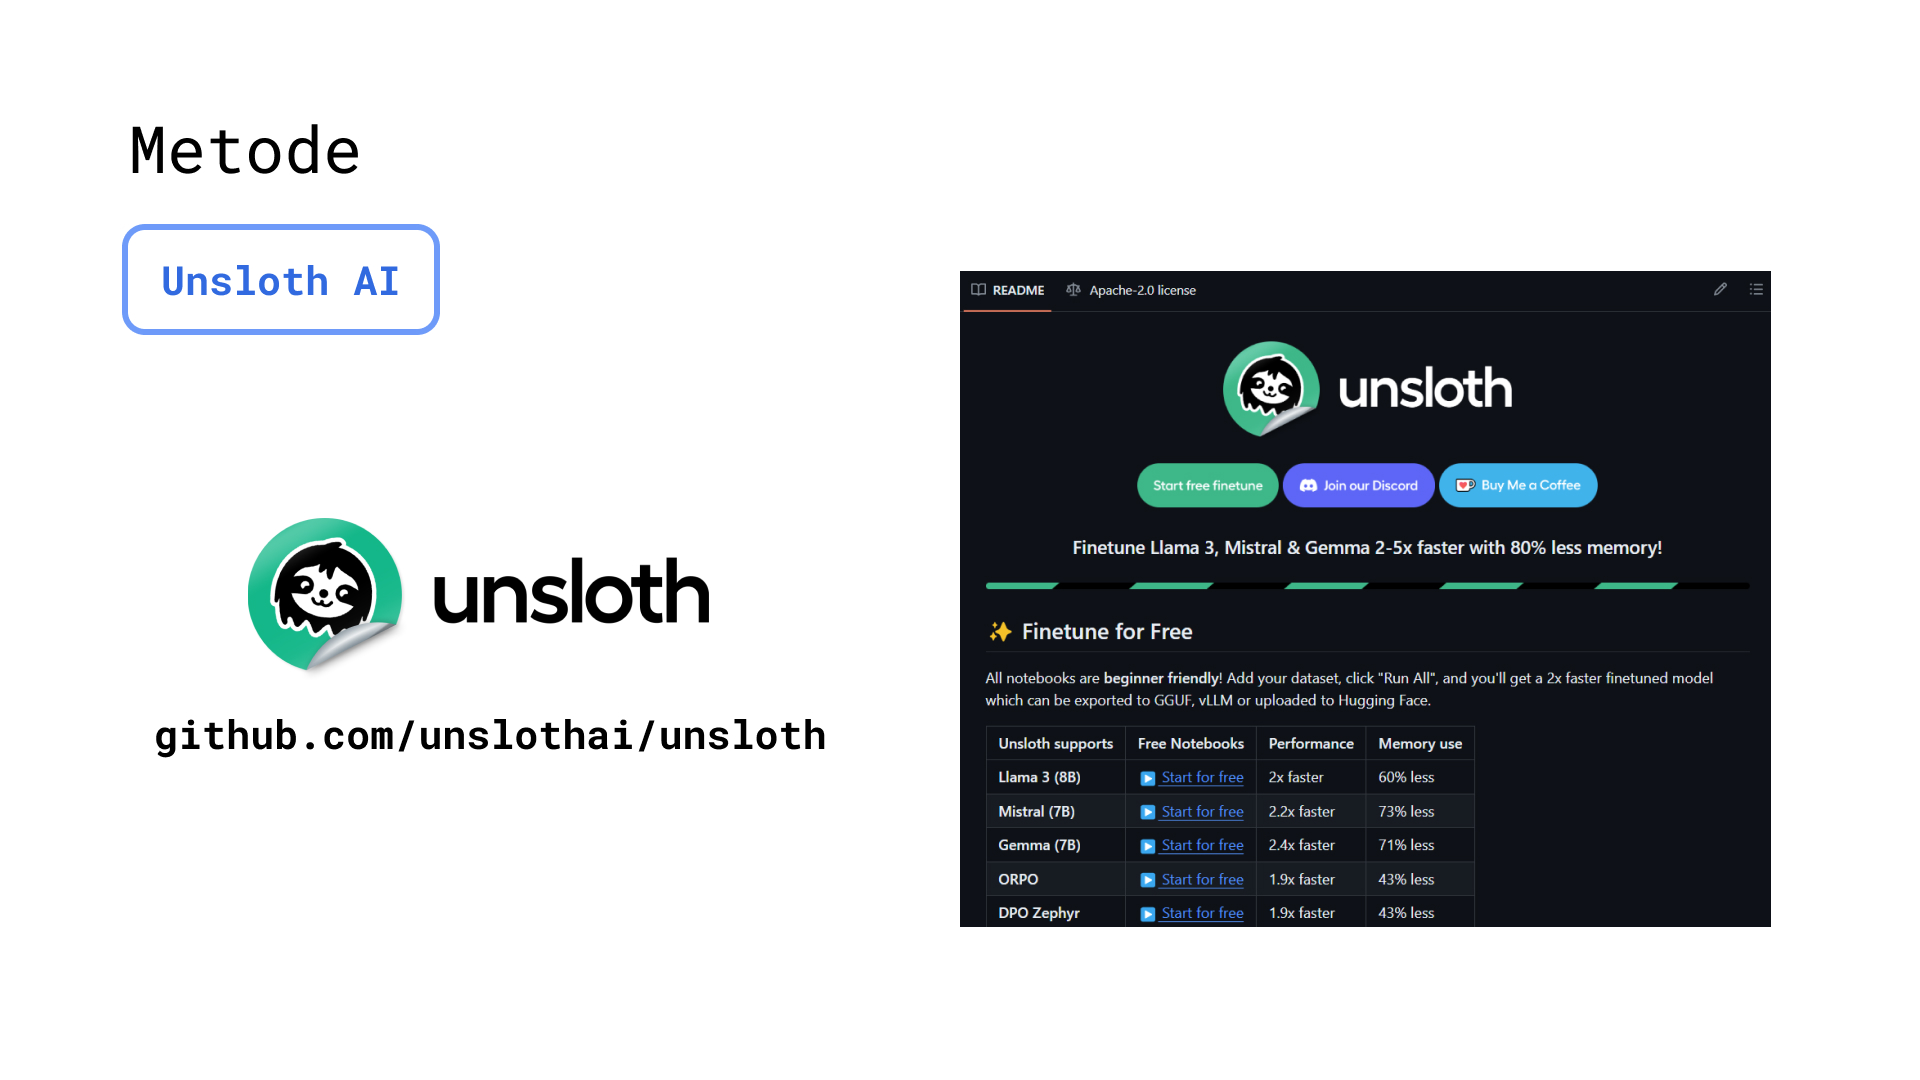 Metode
Unsloth AI
unsloth
github.com/unslothai/unsloth
README Apache-2.0 license
unsloth
Start free finetune Join our Discord Buy Me a Coffee
Finetune Llama 3, Mistral & Gemma 2-5x faster with 80% less memory!
✨ Finetune for Free
All notebooks are beginner friendly! Add your dataset, click "Run All", and you'll get a 2x faster finetuned model
which can be exported to GGUF, vLLM or uploaded to Hugging Face.
Unsloth supports Free Notebooks Performance Memory use
Llama 3 (8B) ▶️ Start for free 2x faster 60% less
Mistral (7B) ▶️ Start for free 2.2x faster 73% less
Gemma (7B) ▶️ Start for free 2.4x faster 71% less
ORPO ▶️ Start for free 1.9x faster 43% less
DPO Zephyr ▶️ Start for free 1.9x faster 43% less